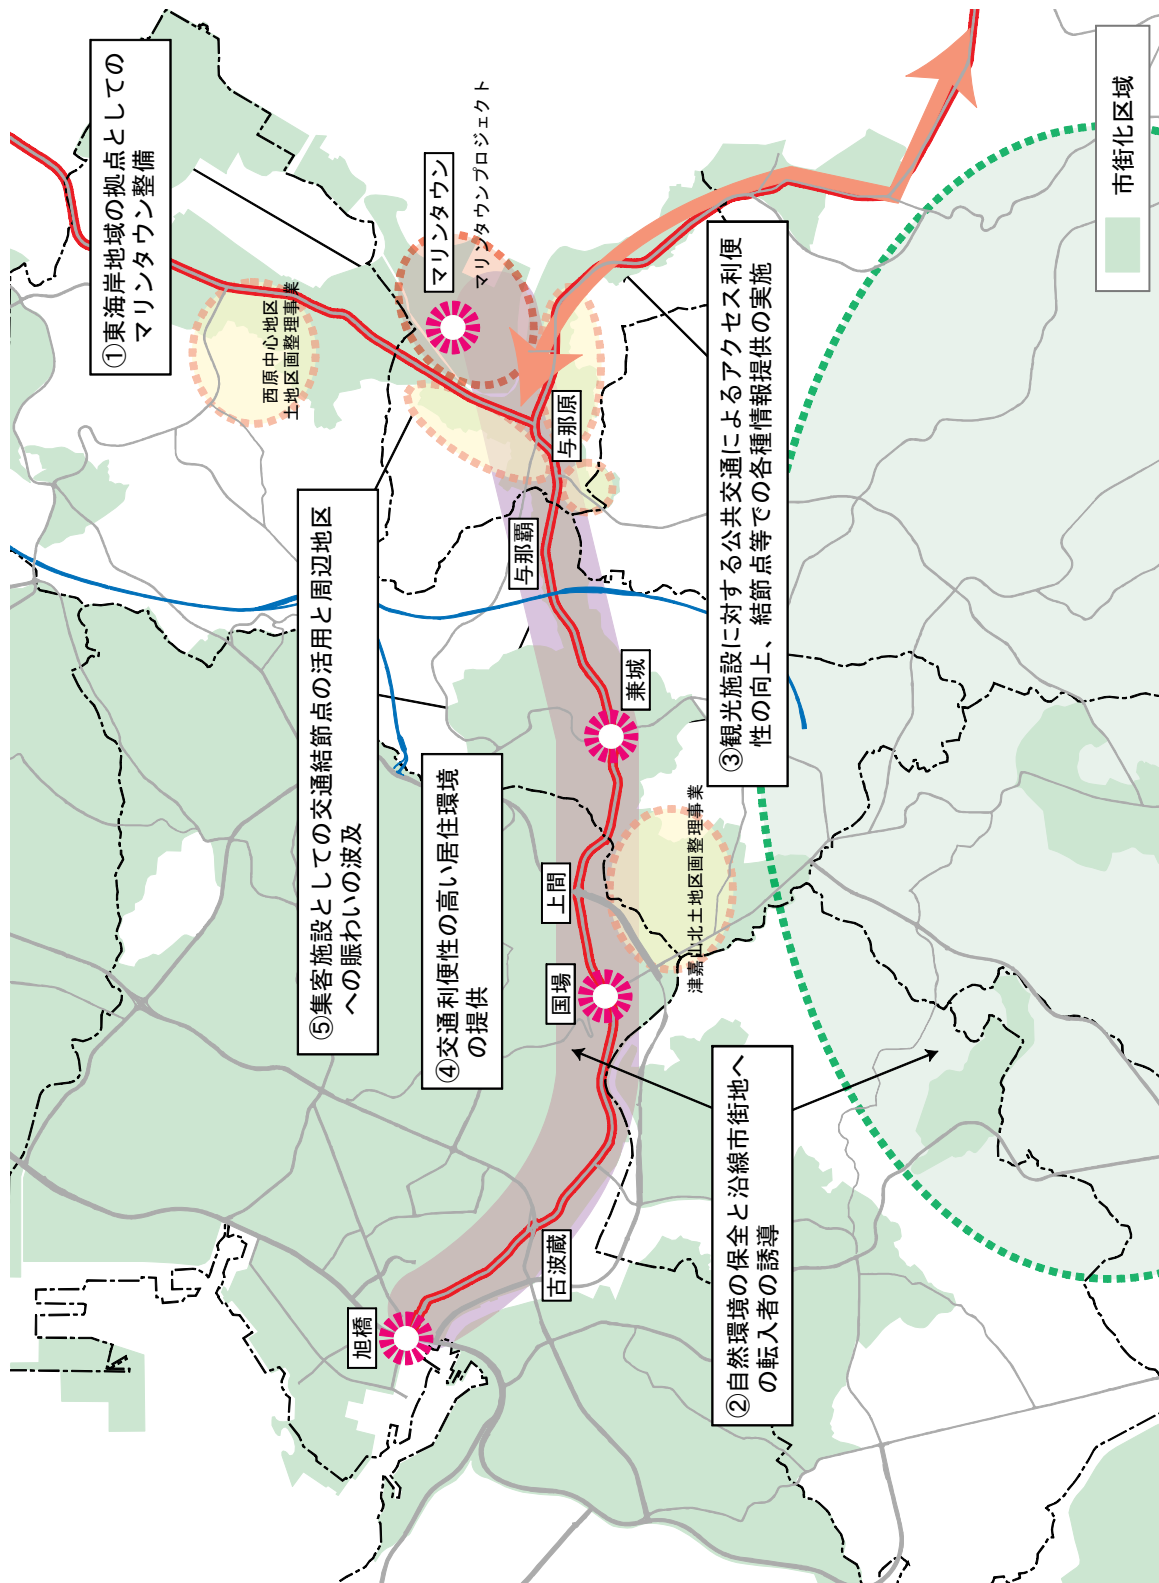 ①東海岸地域の拠点としての
マリンタウン整備
マリンタウン
マリンタウンプロジェクト
西原中心地区
土地区画整理事業
与那原
与那覇
③観光施設に対する公共交通によるアクセス利便
性の向上、結節点等での各種情報提供の実施
市街化区域
⑤集客施設としての交通結節点の活用と周辺地区
への賑わいの波及
④交通利便性の高い居住環境
の提供
兼城
上間
国場
津嘉山北土地区画整理事業
②自然環境の保全と沿線市街地へ
の転入者の誘導
古波蔵
旭橋